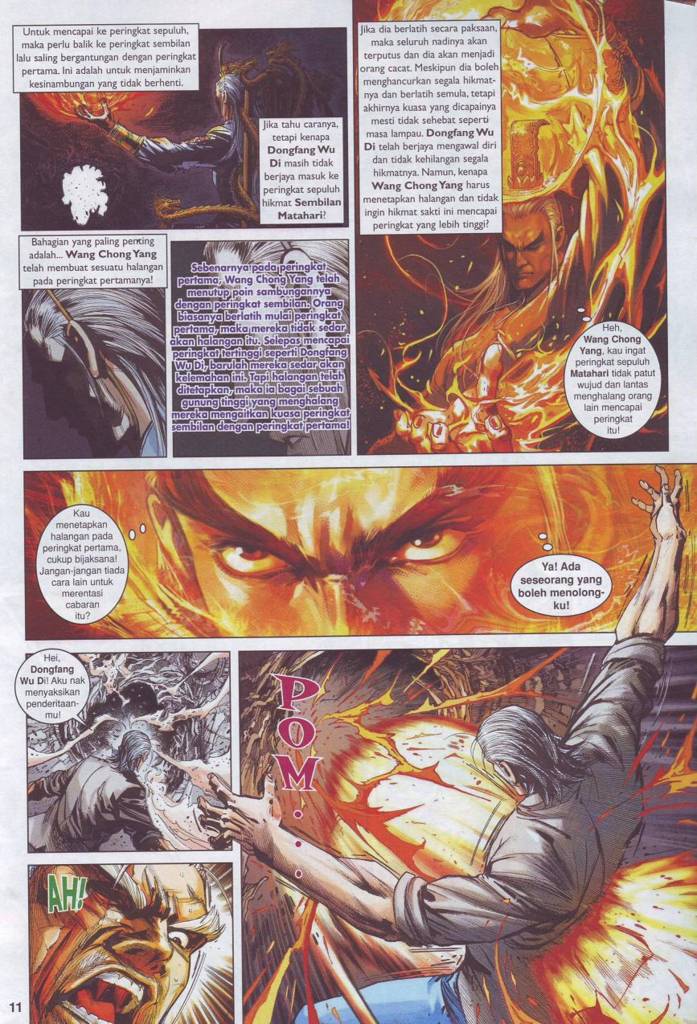 Untuk mencapai ke peringkat sepuluh,
maka perlu balik ke peringkat sembilan
lalu saling bergantungan dengan peringkat
pertama. Ini adalah untuk menjaminkan
kesinambungan yang tidak berhenti.
Jika tahu caranya,
tetapi kenapa
Dongfang Wu
Di masih tidak
berjaya masuk ke
peringkat sepuluh
hikmat Sembilan
Matahari?
Jika dia berlatih secara paksaan,
maka seluruh nadinya akan
terputus dan dia akan menjadi
orang cacat. Meskipun dia boleh
menghancurkan segala hikmat-
nya dan berlatih semula, tetapi
akhirnya kuasa yang dicapainya
mesti tidak sehebat seperti
masa lampau. Dongfang Wu
Di telah berjaya mengawal diri
dan tidak kehilangan segala
hikmatnya. Namun, kenapa
Wang Chong Yang harus
menetapkan halangan dan tidak
ingin hikmat sakti ini mencapai
peringkat yang lebih tinggi?
Bahagian yang paling penting
adalah... Wang Chong Yang
telah membuat sesuatu halangan
pada peringkat pertamanya!
Sebenarnya pada peringkat
pertama, Wang Chong Yang telah
menutup poin sambungannya
dengan peringkat sembilan. Orang
biasanya berlatih mulai peringkat
pertama, maka mereka tidak sedar
akan halangan itu. Selepas mencapai
peringkat tertinggi seperti Dongfang
Wu Di, barulah mereka sedar akan
kelemahan ini. Tapi halangan telah
ditetapkan, maka ia bagai sebuah
gunung tinggi yang menghalang
mereka mengaitkan kuasa peringkat
sembilan dengan peringkat pertama!
Heh,
Wang Chong
Yang, kau ingat
peringkat sepuluh
Matahari tidak patut
wujud dan lantas
menghalang orang
lain mencapai
peringkat
itu!
Kau
menetapkan
halangan pada
peringkat pertama,
cukup bijaksana!
Jangan-jangan tiada
cara lain untuk
merentasi
cabaran
itu?
Ya! Ada
seseorang yang
boleh menolong-
ku!
Hei,
Dongfang
Wu Di! Aku nak
menyaksikan
penderitaan-
mu!
POM...
AH!
11